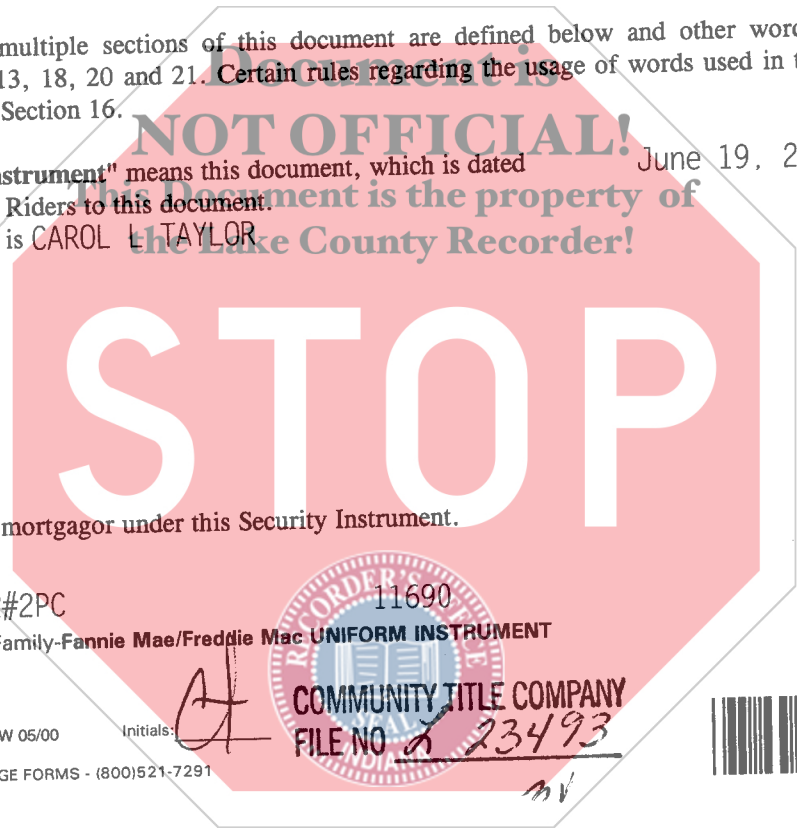 multiple sections of this document are defined below and other word
Document is
13, 18, 20 and 21. Certain rules regarding the usage of words used in t
Section 16.
NOT OFFICIAL!
strument" means this document, which is dated June 19, 2
This Document is the property of
Riders to this document.
is CAROL L TAYLOR
the Lake County Recorder!
STOP
mortgagor under this Security Instrument.
#2PC 11690
Family-Fannie Mae/Freddie Mac UNIFORM INSTRUMENT
RECORDER'S OFFICE
SEAL
INDIANA
COMMUNITY TITLE COMPANY
W 05/00 Initials:
FILE NO 23493
GE FORMS - (800)521-7291